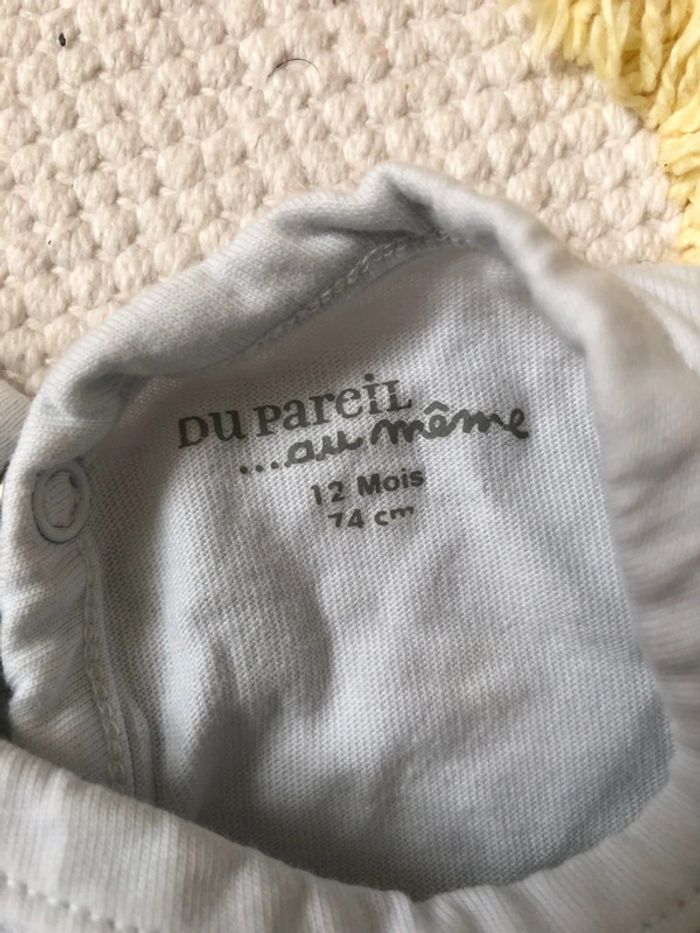 DU PAREIL
...au même
12 Mois
74 cm